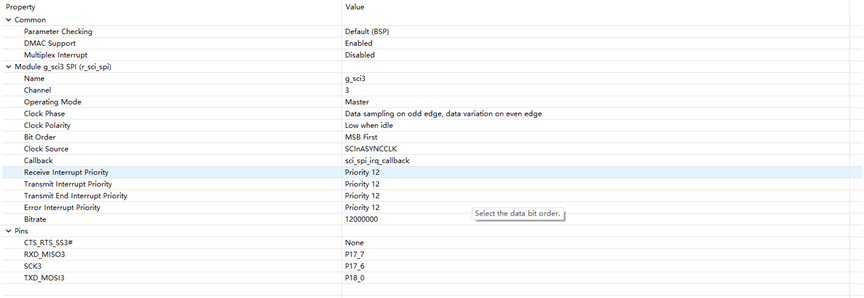 Property Value
Common
Parameter Checking Default (BSP)
DMAC Support Enabled
Multiplex Interrupt Disabled
Module g_sci3 SPI (r_sci_spi)
Name g_sci3
Channel 3
Operating Mode Master
Clock Phase Data sampling on odd edge, data variation on even edge
Clock Polarity Low when idle
Bit Order MSB First
Clock Source SCInASYNCCLK
Callback sci_spi_irq_callback
Receive Interrupt Priority Priority 12
Transmit Interrupt Priority Priority 12
Transmit End Interrupt Priority Priority 12
Error Interrupt Priority Priority 12
Select the data bit order.
Bitrate 12000000
Pins
CTS_RTS_SS3# None
RXD_MISO3 P17_7
SCK3 P17_6
TXD_MOSI3 P18_0